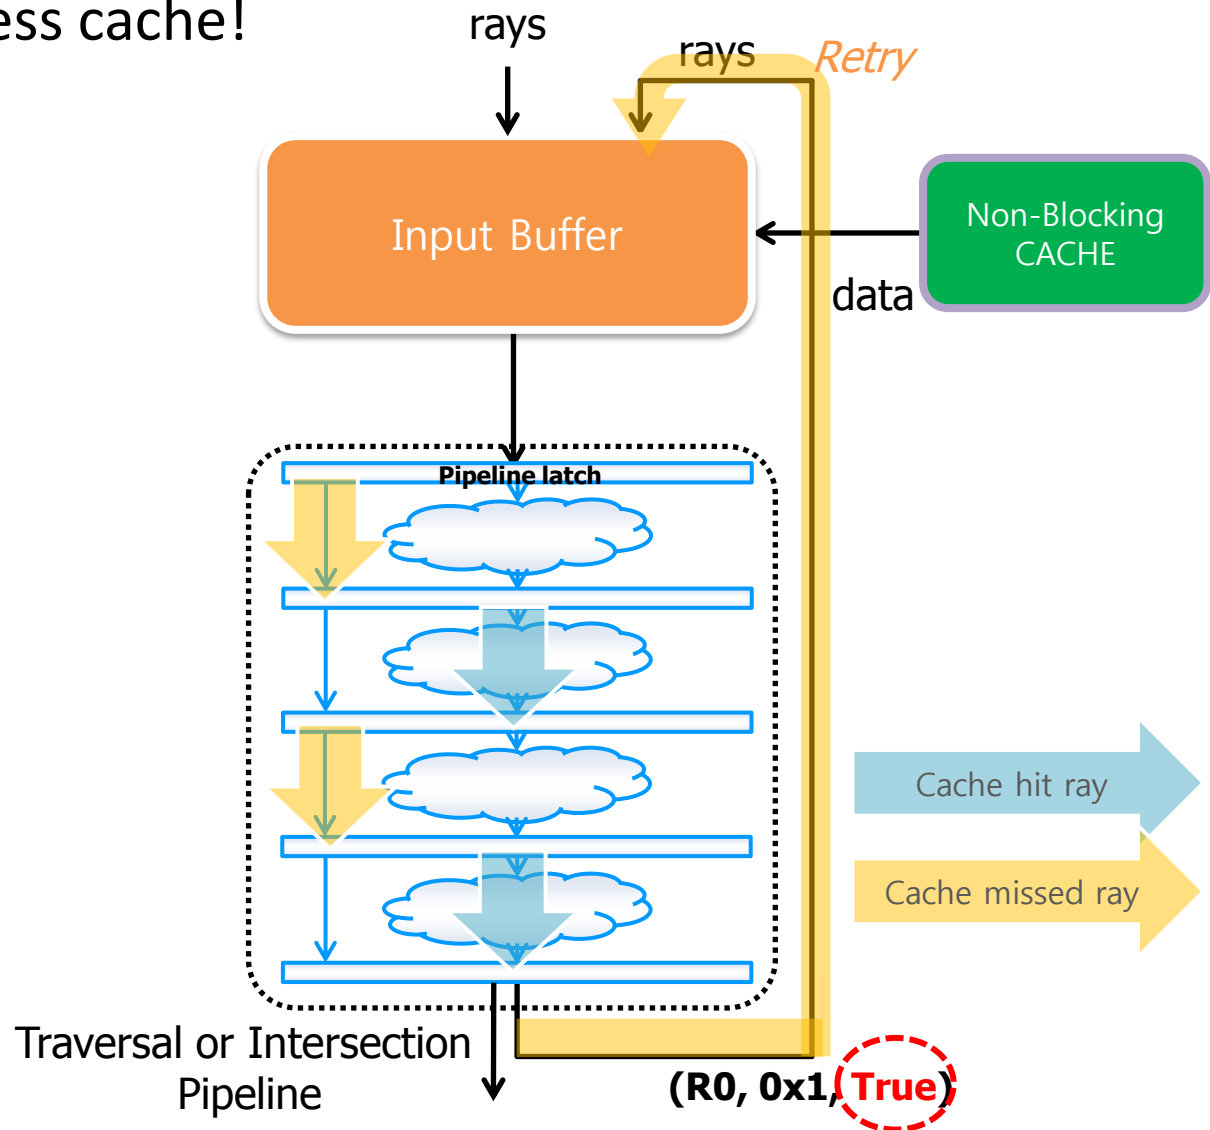 ess cache!
rays
rays
Retry
Input Buffer
Non-Blocking
CACHE
data
Pipeline latch
Cache hit ray
Cache missed ray
Traversal or Intersection
Pipeline
(R0, 0x1, True)